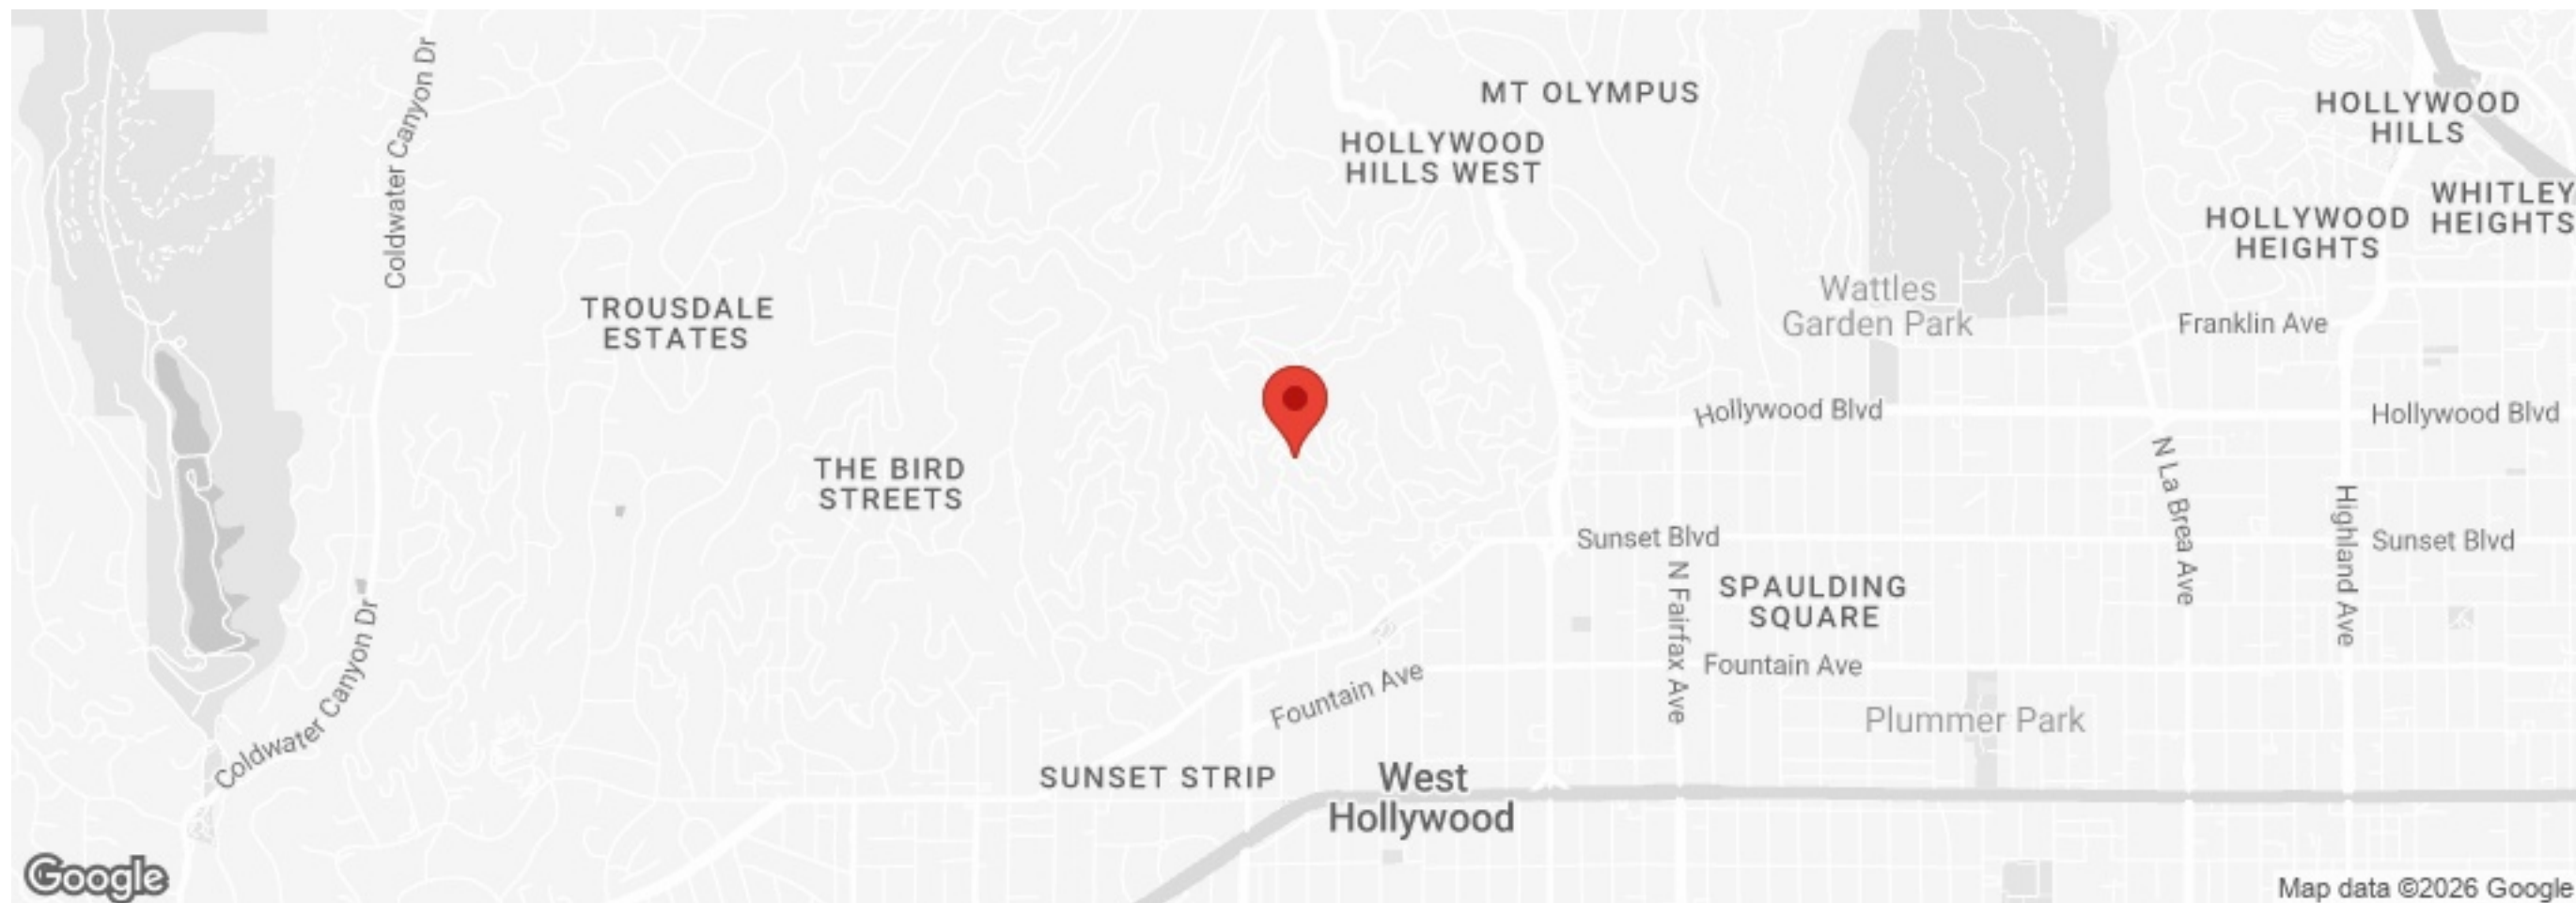 Coldwater Canyon Dr
MT OLYMPUS
HOLLYWOOD
HILLS WEST
HOLLYWOOD
HILLS
WHITLEY
HEIGHTS
HOLLYWOOD
HEIGHTS
TROUSDALE
ESTATES
Wattles
Garden Park
Franklin Ave
Hollywood Blvd
Hollywood Blvd
THE BIRD
STREETS
N La Brea Ave
Highland Ave
Sunset Blvd
Sunset Blvd
N Fairfax Ave
SPAULDING
SQUARE
Coldwater Canyon Dr
Fountain Ave
Fountain Ave
Plummer Park
SUNSET STRIP
West
Hollywood
Google
Map data ©2026 Google